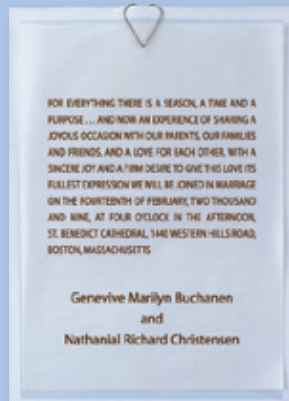 FOR EVERYTHING THERE IS A SEASON, A TIME AND A
PURPOSE . . . AND NOW AN EXPERIENCE OF SHARING A
JOYOUS OCCASION WITH OUR PARENTS, OUR FAMILIES
AND FRIENDS, AND A LOVE FOR EACH OTHER, WITH A
SINCERE JOY AND A FIRM DESIRE TO GIVE THIS LOVE ITS
FULLEST EXPRESSION WE WILL BE JOINED IN MARRIAGE
ON THE FOURTEENTH OF FEBRUARY, TWO THOUSAND
AND NINE, AT FOUR O'CLOCK IN THE AFTERNOON,
ST. BENEDICT CATHEDRAL, 1440 WESTERN HILLS ROAD,
BOSTON, MASSACHUSETTS
Genevive Marilyn Buchanen
and
Nathanial Richard Christensen